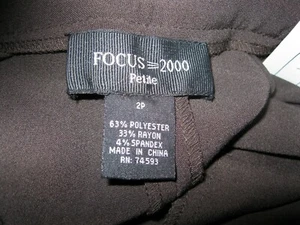 FOCUS 2000
Petite
2P
63% POLYESTER
33% RAYON
4% SPANDEX
MADE IN CHINA
RN: 74593